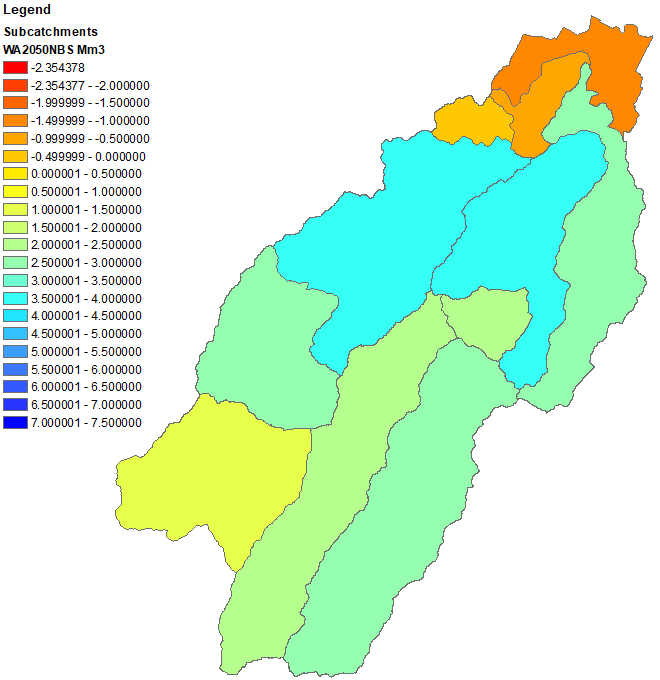 Legend
Subcatchments
WA2050NBS Mm3
-2.354378
-2.354377 - -2.000000
-1.999999 - -1.500000
-1.499999 - -1.000000
-0.999999 - -0.500000
-0.499999 - 0.000000
0.000001 - 0.500000
0.500001 - 1.000000
1.000001 - 1.500000
1.500001 - 2.000000
2.000001 - 2.500000
2.500001 - 3.000000
3.000001 - 3.500000
3.500001 - 4.000000
4.000001 - 4.500000
4.500001 - 5.000000
5.000001 - 5.500000
5.500001 - 6.000000
6.000001 - 6.500000
6.500001 - 7.000000
7.000001 - 7.500000